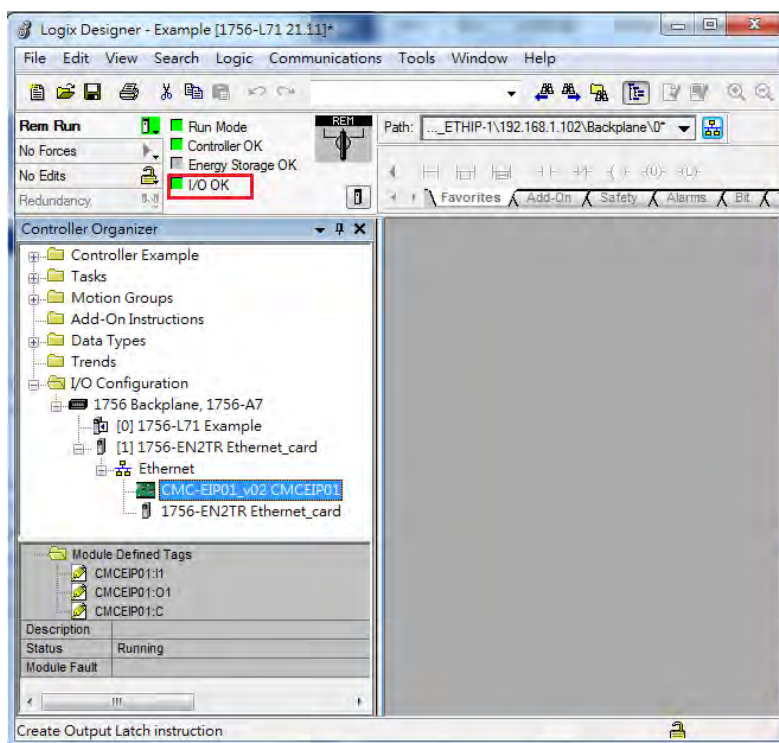 Logix Designer - Example [1756-L71 21.11]*
File Edit View Search Logic Communications Tools Window Help
Rem Run
Run Mode
REM
Path: ..._ETHIP-1\192.168.1.102\Backplane\0*
No Forces
Controller OK
Energy Storage OK
No Edits
I/O OK
Redundancy
Favorites Add-On Safety Alarms Bit
Controller Organizer
Controller Example
Tasks
Motion Groups
Add-On Instructions
Data Types
Trends
I/O Configuration
1756 Backplane, 1756-A7
[0] 1756-L71 Example
[1] 1756-EN2TR Ethernet_card
Ethernet
CMC-EIP01_v02 CMCEIP01
1756-EN2TR Ethernet_card
Module Defined Tags
CMCEIP01:I1
CMCEIP01:O1
CMCEIP01:C
Description
Status Running
Module Fault
Create Output Latch instruction